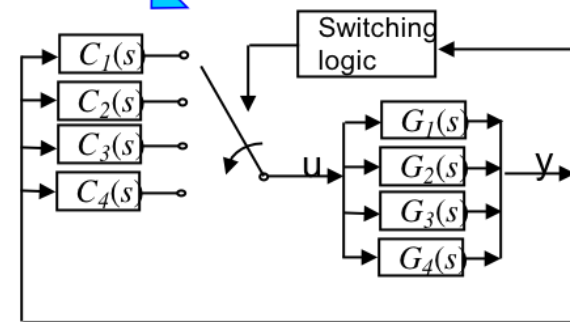 Switching
logic
C1(s)
C2(s)
C3(s)
C4(s)
u
G1(s)
G2(s)
G3(s)
G4(s)
y